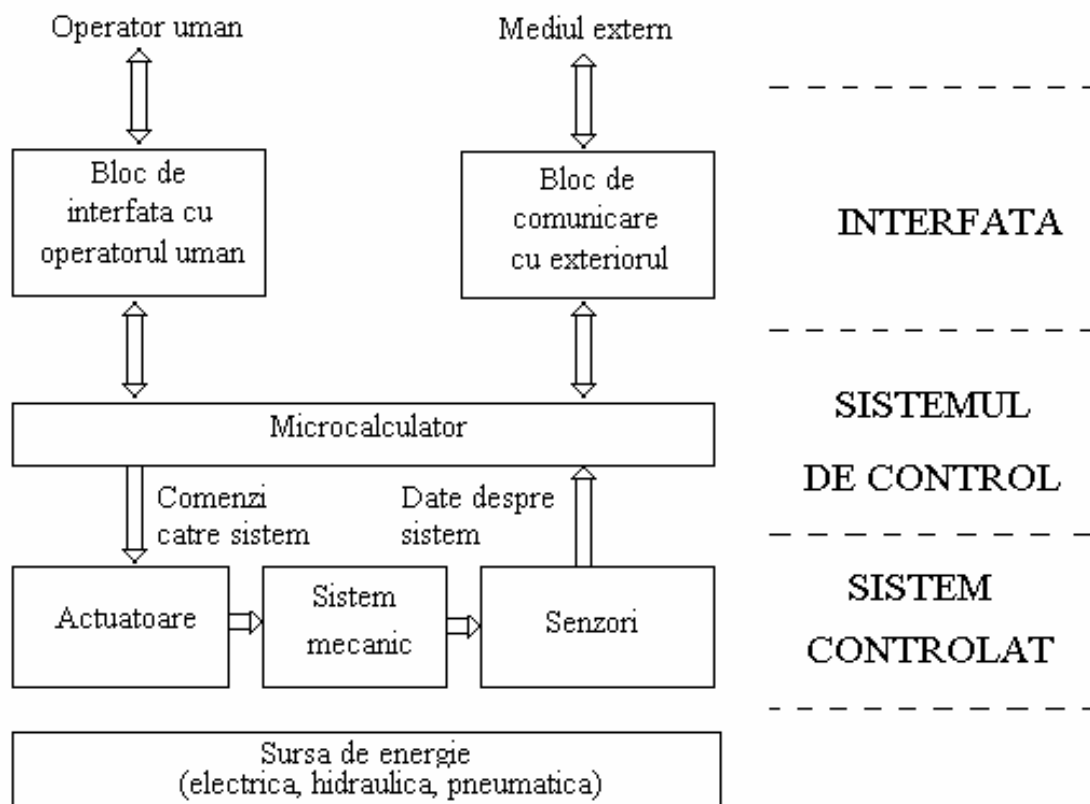 Operator uman
Mediul extern
Bloc de
interfata cu
operatorul uman
Bloc de
comunicare
cu exteriorul
INTERFATA
Microcalculator
SISTEMUL
DE CONTROL
Comenzi
catre sistem
Date despre
sistem
Actuatoare
Sistem
mecanic
Senzori
SISTEM
CONTROLAT
Sursa de energie
(electrica, hidraulica, pneumatica)